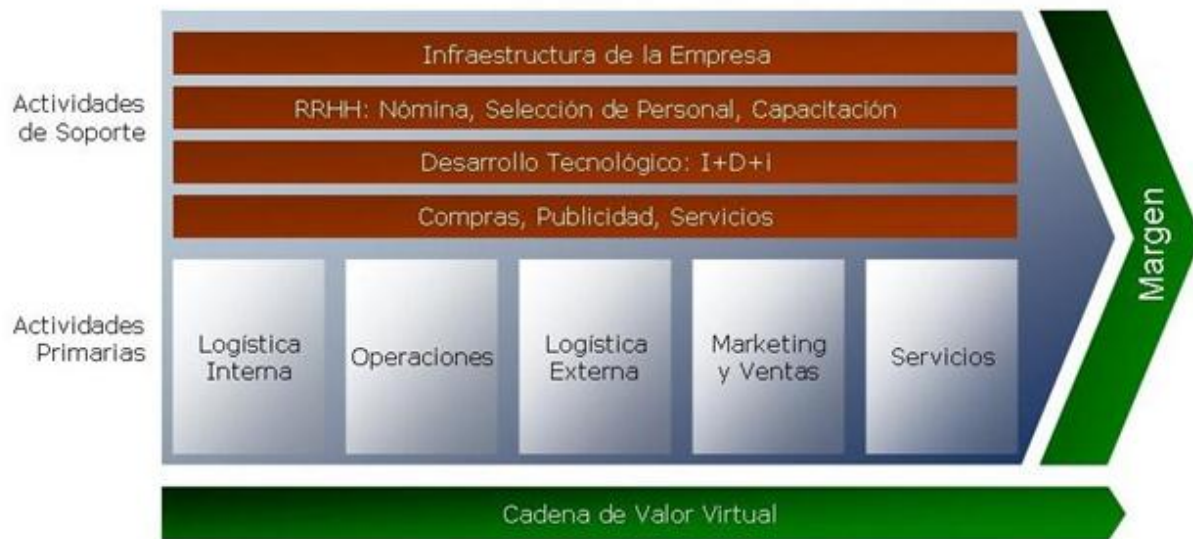 Infraestructura de la Empresa
Actividades
de Soporte
RRHH: Nómina, Selección de Personal, Capacitación
Desarrollo Tecnológico: I+D+i
Compras, Publicidad, Servicios
Margen
Actividades
Primarias
Logística
Interna
Operaciones
Logística
Externa
Marketing
y Ventas
Servicios
Cadena de Valor Virtual